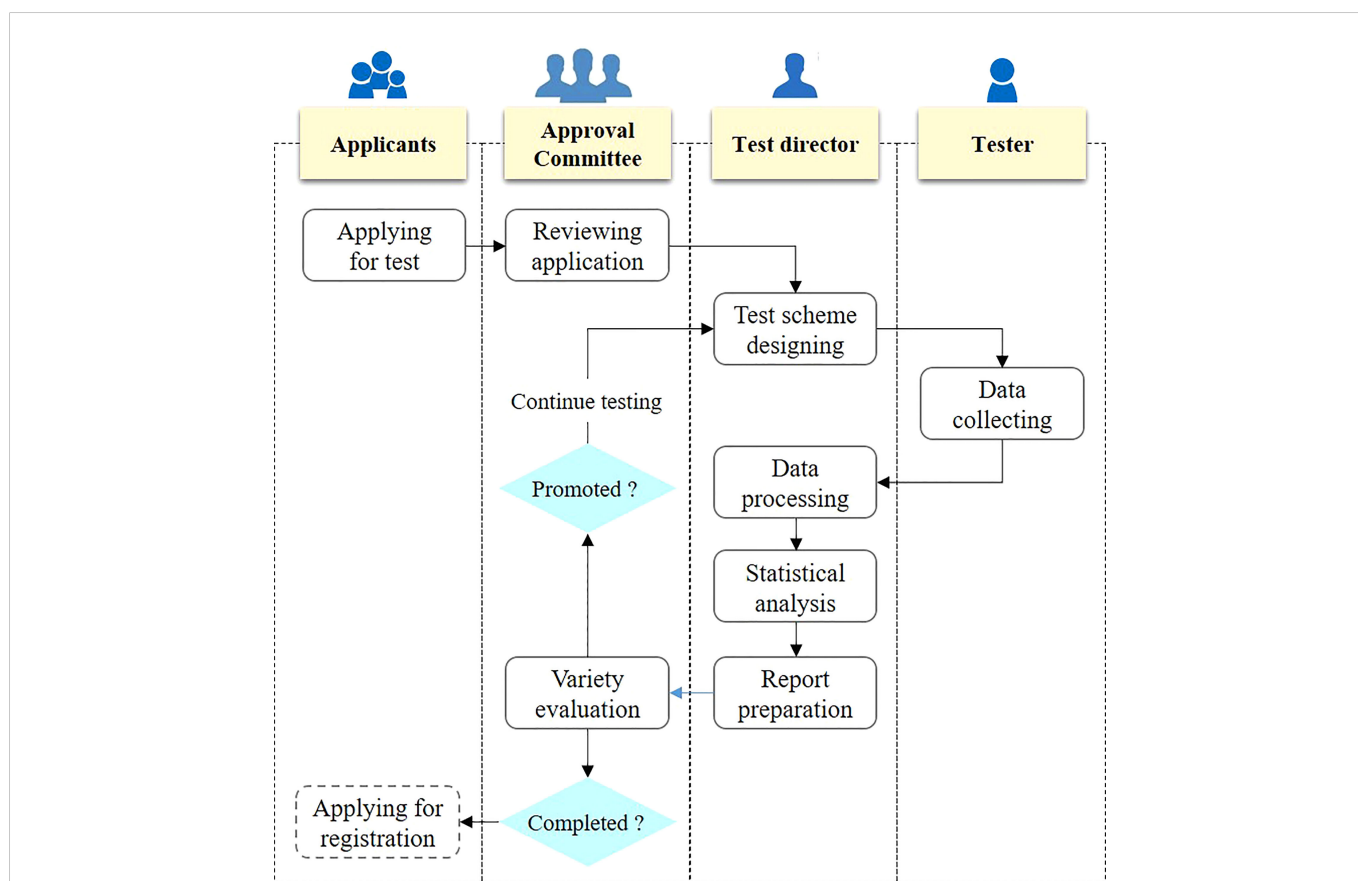 Applicants
Approval
Committee
Test director
Tester
Applying
for test
Reviewing
application
Test scheme
designing
Data
collecting
Continue testing
Promoted ?
Data
processing
Statistical
analysis
Variety
evaluation
Report
preparation
Applying for
registration
Completed ?